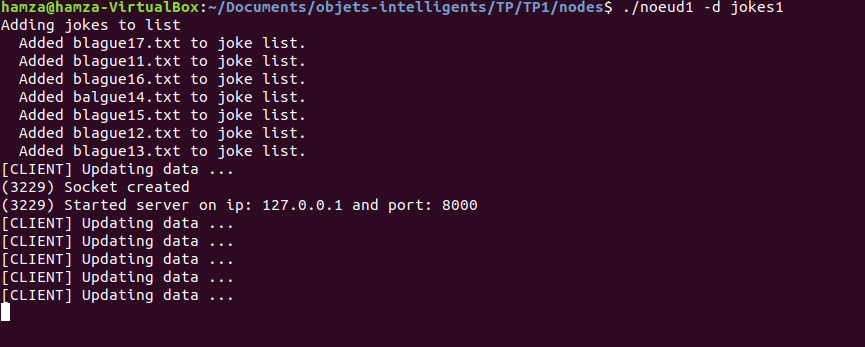 hamza@hamza-VirtualBox:~/Documents/objets-intelligents/TP/TP1/nodes$ ./noeud1 -d jokes1
Adding jokes to list
  Added blague17.txt to joke list.
  Added blague11.txt to joke list.
  Added blague16.txt to joke list.
  Added balgue14.txt to joke list.
  Added blague15.txt to joke list.
  Added blague12.txt to joke list.
  Added blague13.txt to joke list.
[CLIENT] Updating data ...
(3229) Socket created
(3229) Started server on ip: 127.0.0.1 and port: 8000
[CLIENT] Updating data ...
[CLIENT] Updating data ...
[CLIENT] Updating data ...
[CLIENT] Updating data ...
[CLIENT] Updating data ...